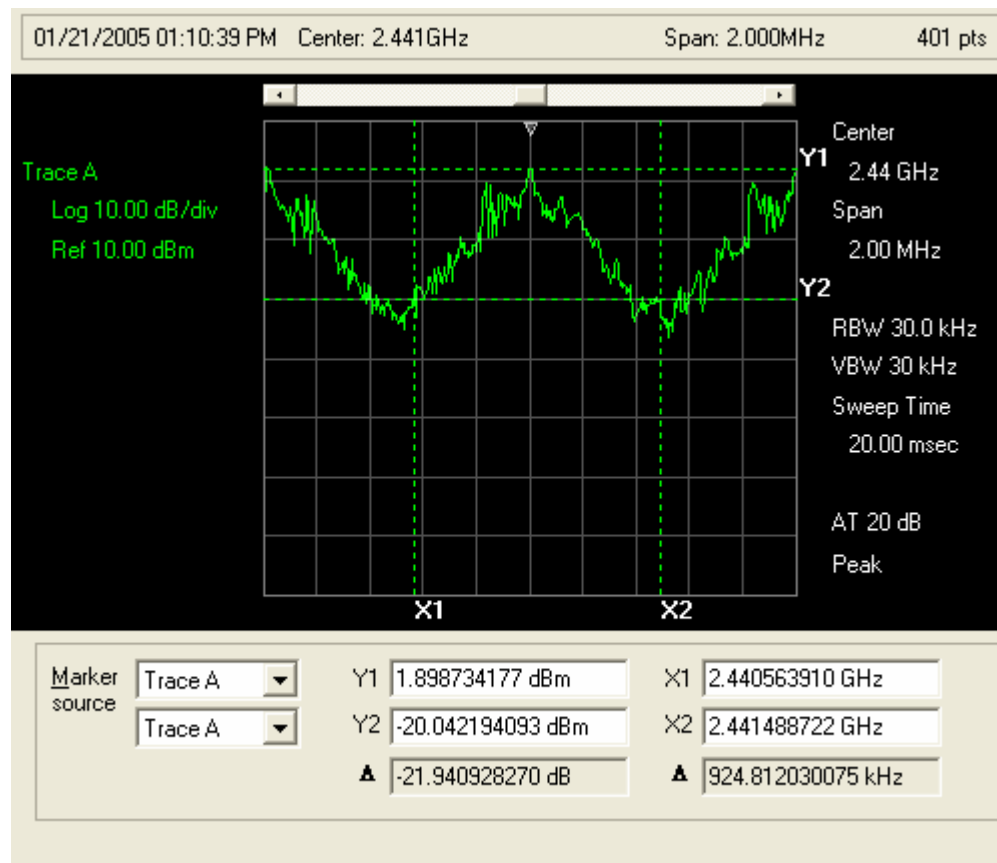 01/21/2005 01:10:39 PM Center: 2.441GHz Span: 2.000MHz 401 pts
Trace A
Log 10.00 dB/div
Ref 10.00 dBm
Y1
Y2
X1 X2
Center
2.44 GHz
Span
2.00 MHz
RBW 30.0 kHz
VBW 30 kHz
Sweep Time
20.00 msec
AT 20 dB
Peak
Marker source
Trace A
Trace A
Y1 1.898734177 dBm
Y2 -20.042194093 dBm
Δ -21.940928270 dB
X1 2.440563910 GHz
X2 2.441488722 GHz
Δ 924.812030075 kHz